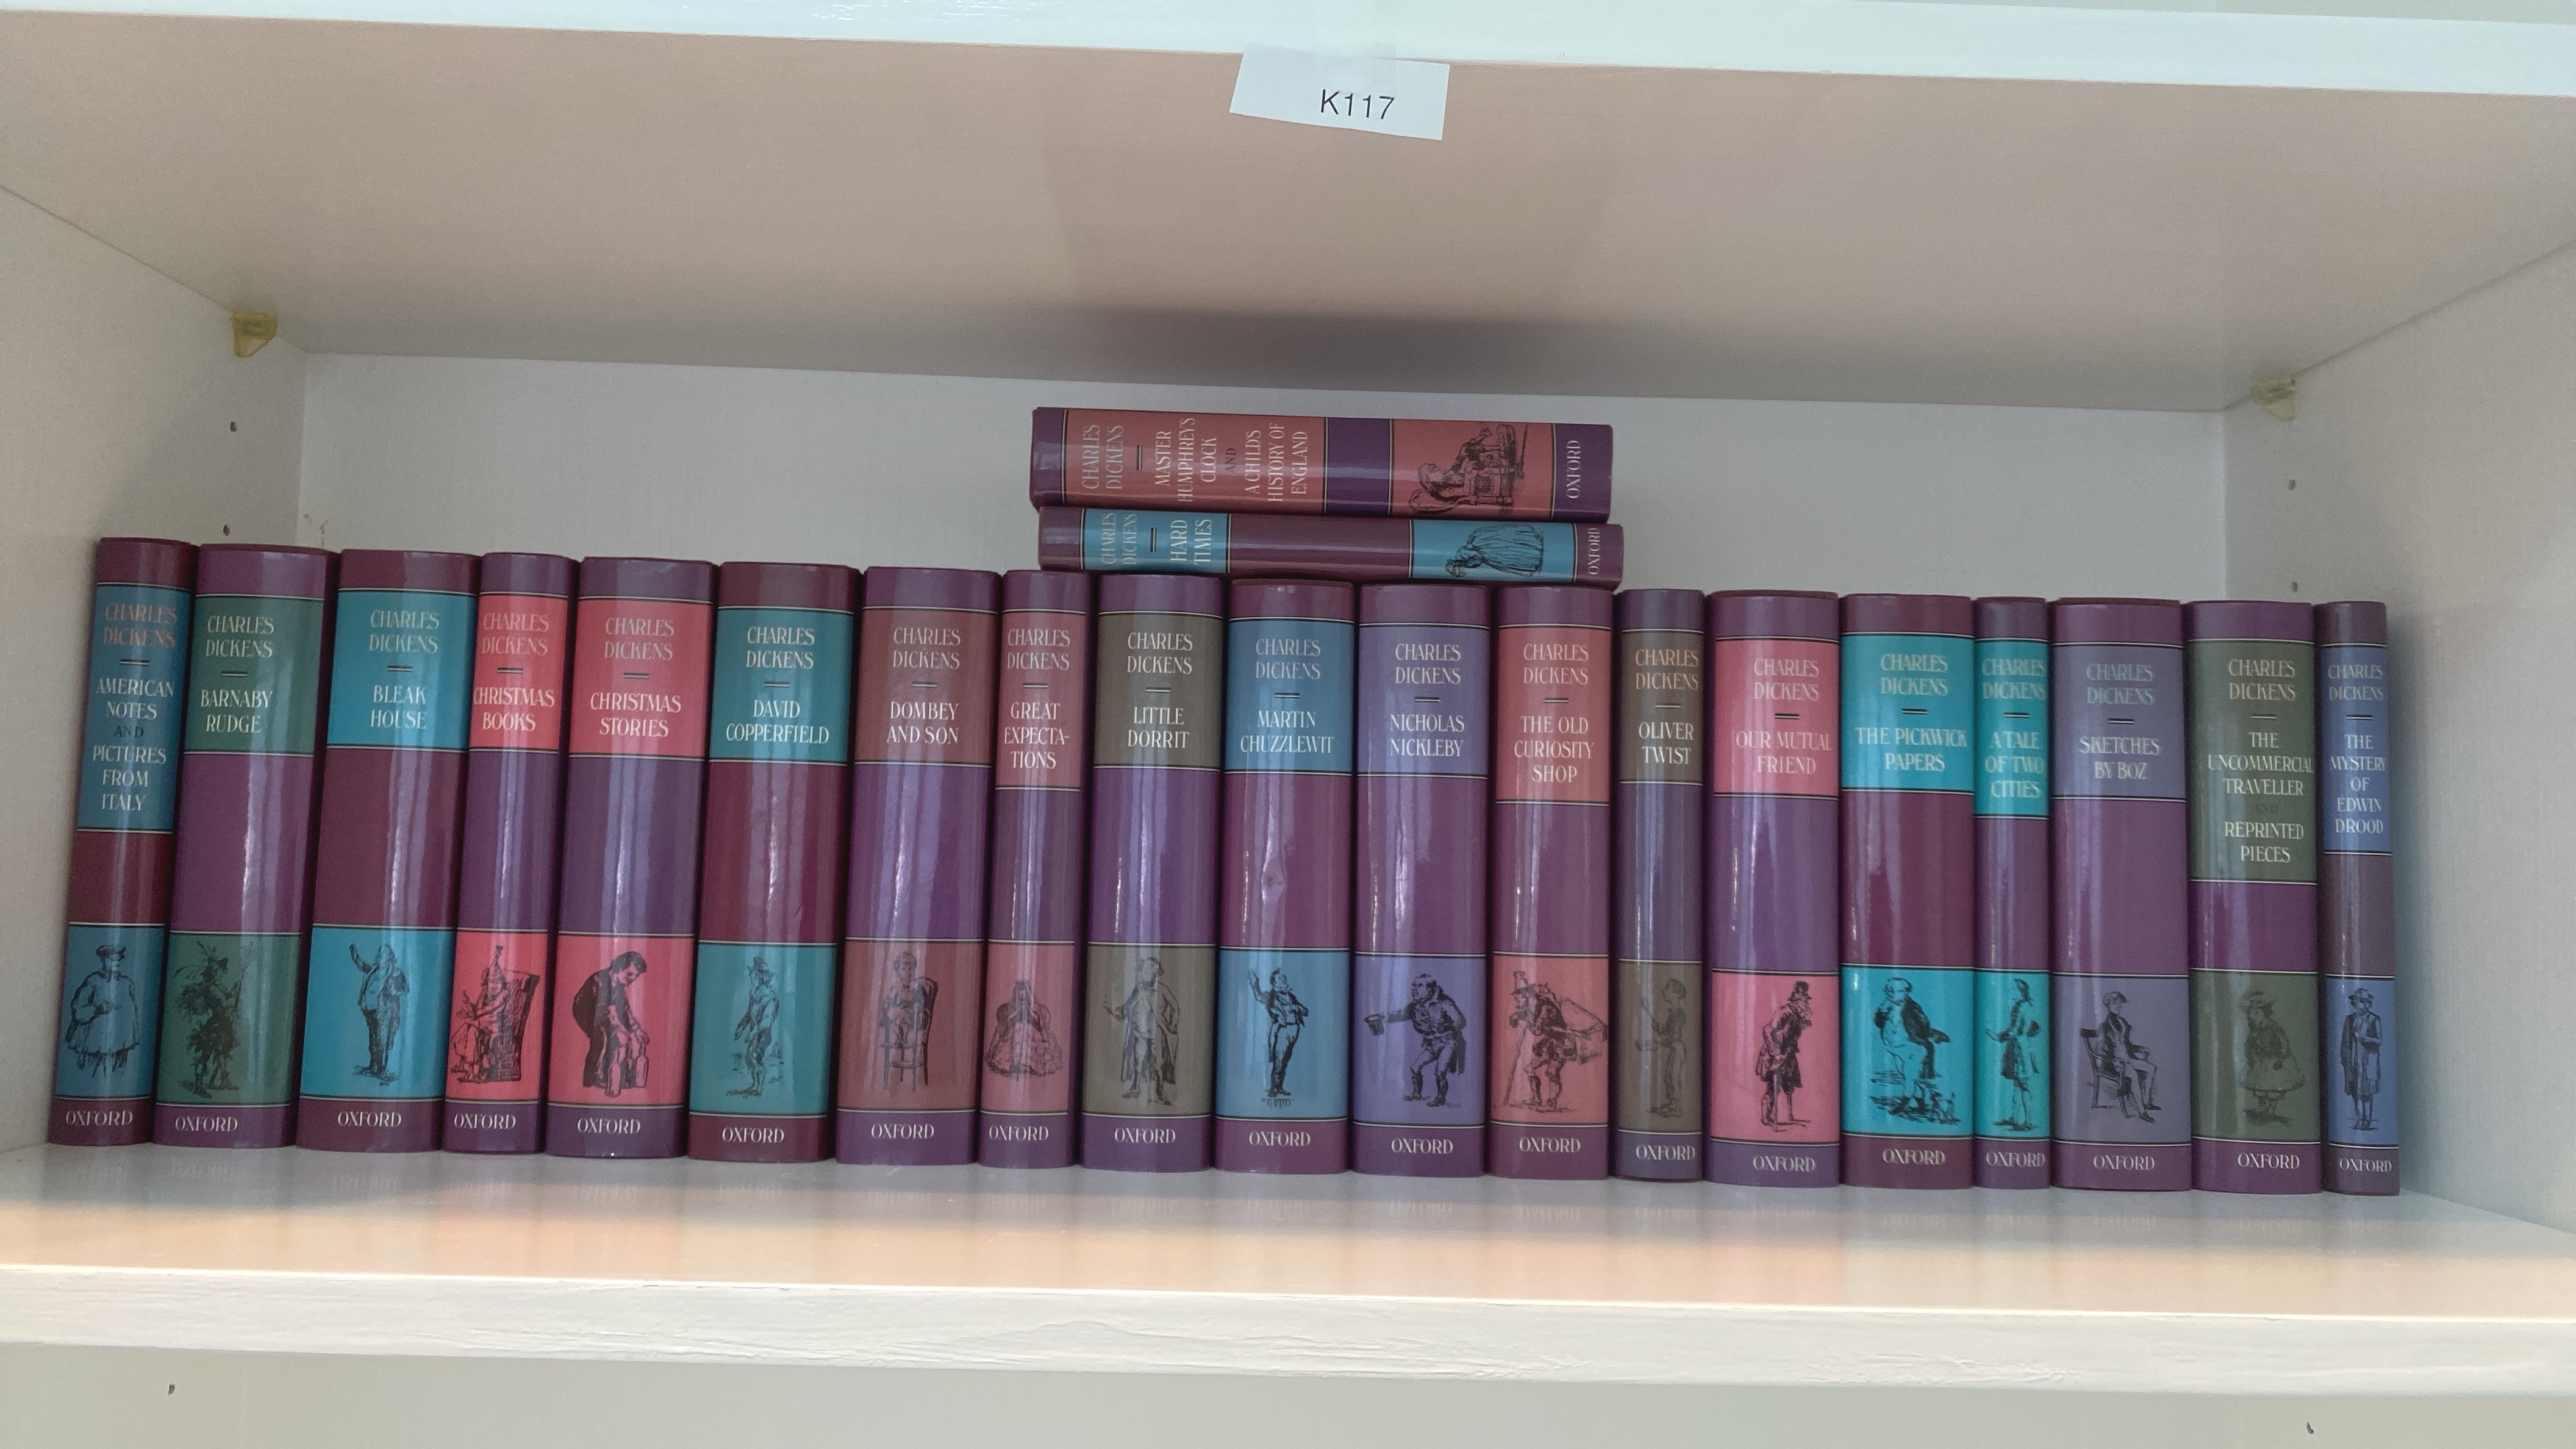 K117
CHARLES
DICKENS
MASTER
HUMPHREY'S
CLOCK
AND
A CHILD'S
HISTORY OF
ENGLAND
OXFORD
CHARLES
DICKENS
HARD
TIMES
OXFORD
CHARLES
DICKENS
AMERICAN
NOTES
AND
PICTURES
FROM
ITALY
OXFORD
CHARLES
DICKENS
BARNABY
RUDGE
OXFORD
CHARLES
DICKENS
BLEAK
HOUSE
OXFORD
CHARLES
DICKENS
CHRISTMAS
BOOKS
OXFORD
CHARLES
DICKENS
CHRISTMAS
STORIES
OXFORD
CHARLES
DICKENS
DAVID
COPPERFIELD
OXFORD
CHARLES
DICKENS
DOMBEY
AND SON
OXFORD
CHARLES
DICKENS
GREAT
EXPECTA-
TIONS
OXFORD
CHARLES
DICKENS
LITTLE
DORRIT
OXFORD
CHARLES
DICKENS
MARTIN
CHUZZLEWIT
OXFORD
CHARLES
DICKENS
NICHOLAS
NICKLEBY
OXFORD
CHARLES
DICKENS
THE OLD
CURIOSITY
SHOP
OXFORD
CHARLES
DICKENS
OLIVER
TWIST
OXFORD
CHARLES
DICKENS
OUR MUTUAL
FRIEND
OXFORD
CHARLES
DICKENS
THE PICKWICK
PAPERS
OXFORD
CHARLES
DICKENS
A TALE
OF TWO
CITIES
OXFORD
CHARLES
DICKENS
SKETCHES
BY BOZ
OXFORD
CHARLES
DICKENS
THE
UNCOMMERCIAL
TRAVELLER
AND
REPRINTED
PIECES
OXFORD
CHARLES
DICKENS
THE
MYSTERY
OF
EDWIN
DROOD
OXFORD